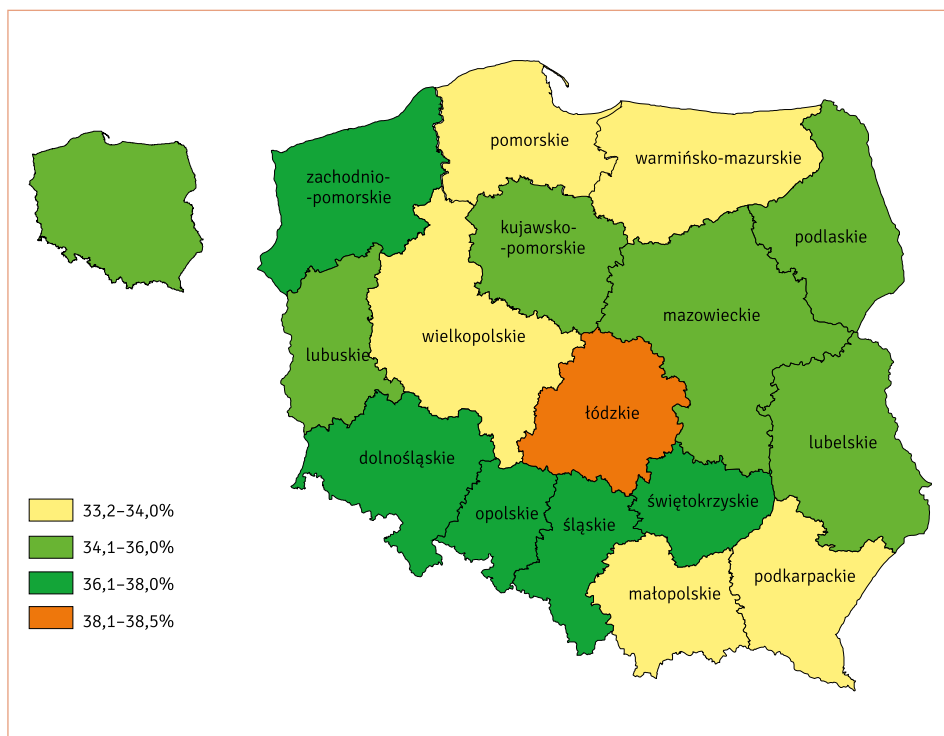 pomorskie
warmińsko-mazurskie
zachodnio-
-pomorskie
kujawsko-
-pomorskie
podlaskie
mazowieckie
wielkopolskie
lubuskie
łódzkie
lubelskie
dolnośląskie
opolskie
śląskie
świętokrzyskie
małopolskie
podkarpackie
33,2–34,0%
34,1–36,0%
36,1–38,0%
38,1–38,5%